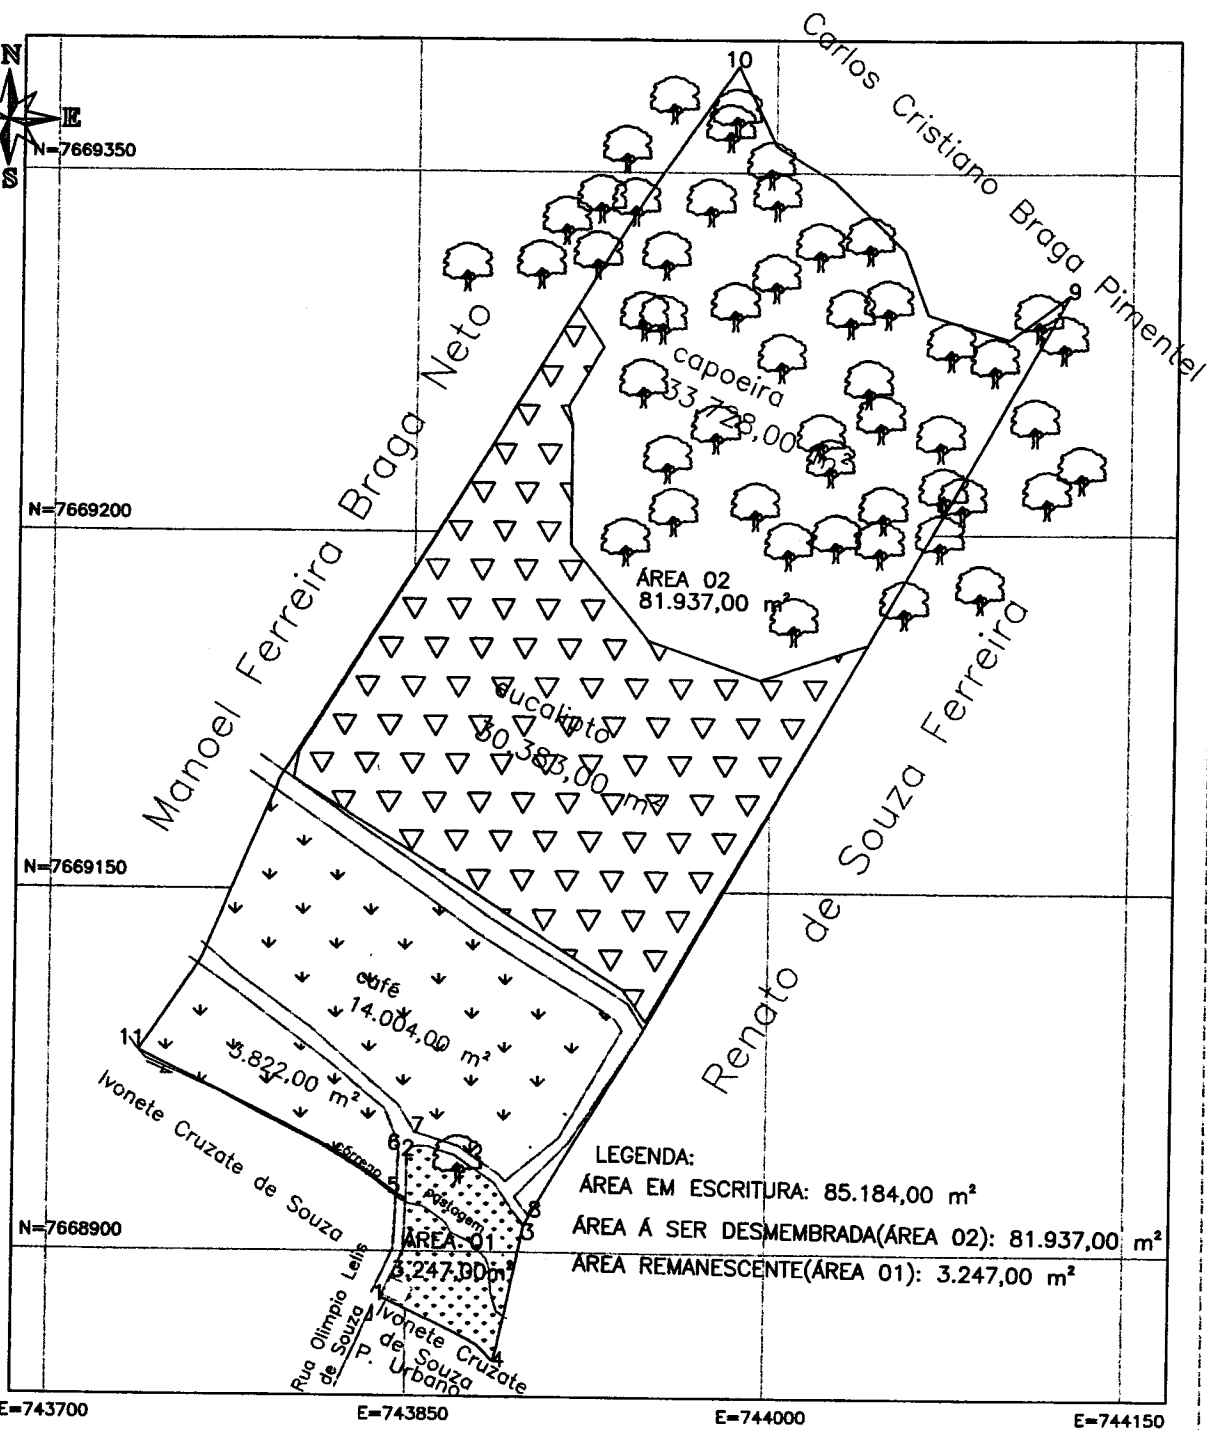 N
E
S
N=7669350
10
Carlos Cristiano Braga Pimentel
9
Manoel Ferreira Braga Neto
capoeira
33.728,00 m3
N=7669200
ÁREA 02
81.937,00 m²
eucalipto
30.383,00 m²
Renato de Souza Ferreira
N=7669150
café
14.004,00 m²
11
3.822,00 m²
Ivonete Cruzate de Souza
córrego
7
6
2
5
pastagem
8
3
ÁREA 01
3.247,00m²
LEGENDA:
ÁREA EM ESCRITURA: 85.184,00 m²
ÁREA Á SER DESMEMBRADA(ÁREA 02): 81.937,00 m²
ÁREA REMANESCENTE(ÁREA 01): 3.247,00 m²
N=7668900
1
4
Rua Olimpio Lelis
de Souza
Ivonete Cruzate
de Souza
P. Urbano
E=743700
E=743850
E=744000
E=744150